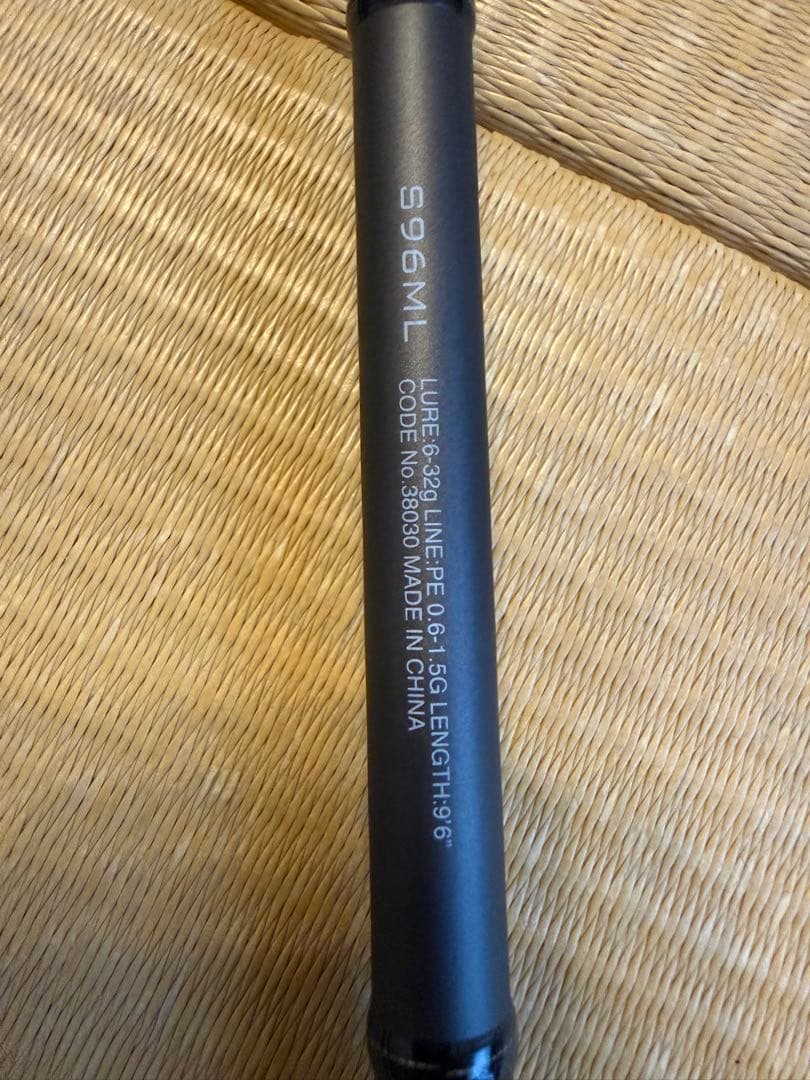 S96ML
LURE:6-32g LINE:PE 0.6-1.5G LENGTH:9'6"
CODE No.38030 MADE IN CHINA